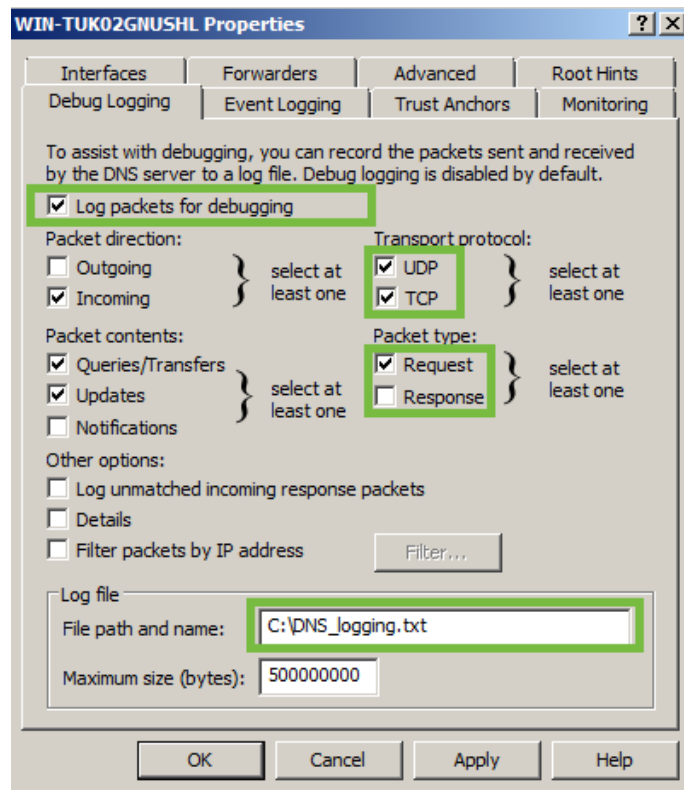 WIN-TUK02GNUSHL Properties
? X
Interfaces Forwarders Advanced Root Hints
Debug Logging Event Logging Trust Anchors Monitoring
To assist with debugging, you can record the packets sent and received
by the DNS server to a log file. Debug logging is disabled by default.
Log packets for debugging
Packet direction:
Outgoing
Incoming
select at
least one
Transport protocol:
UDP
TCP
select at
least one
Packet contents:
Queries/Transfers
Updates
Notifications
select at
least one
Packet type:
Request
Response
select at
least one
Other options:
Log unmatched incoming response packets
Details
Filter packets by IP address
Filter...
Log file
File path and name: C:\DNS_logging.txt
Maximum size (bytes): 500000000
OK Cancel Apply Help